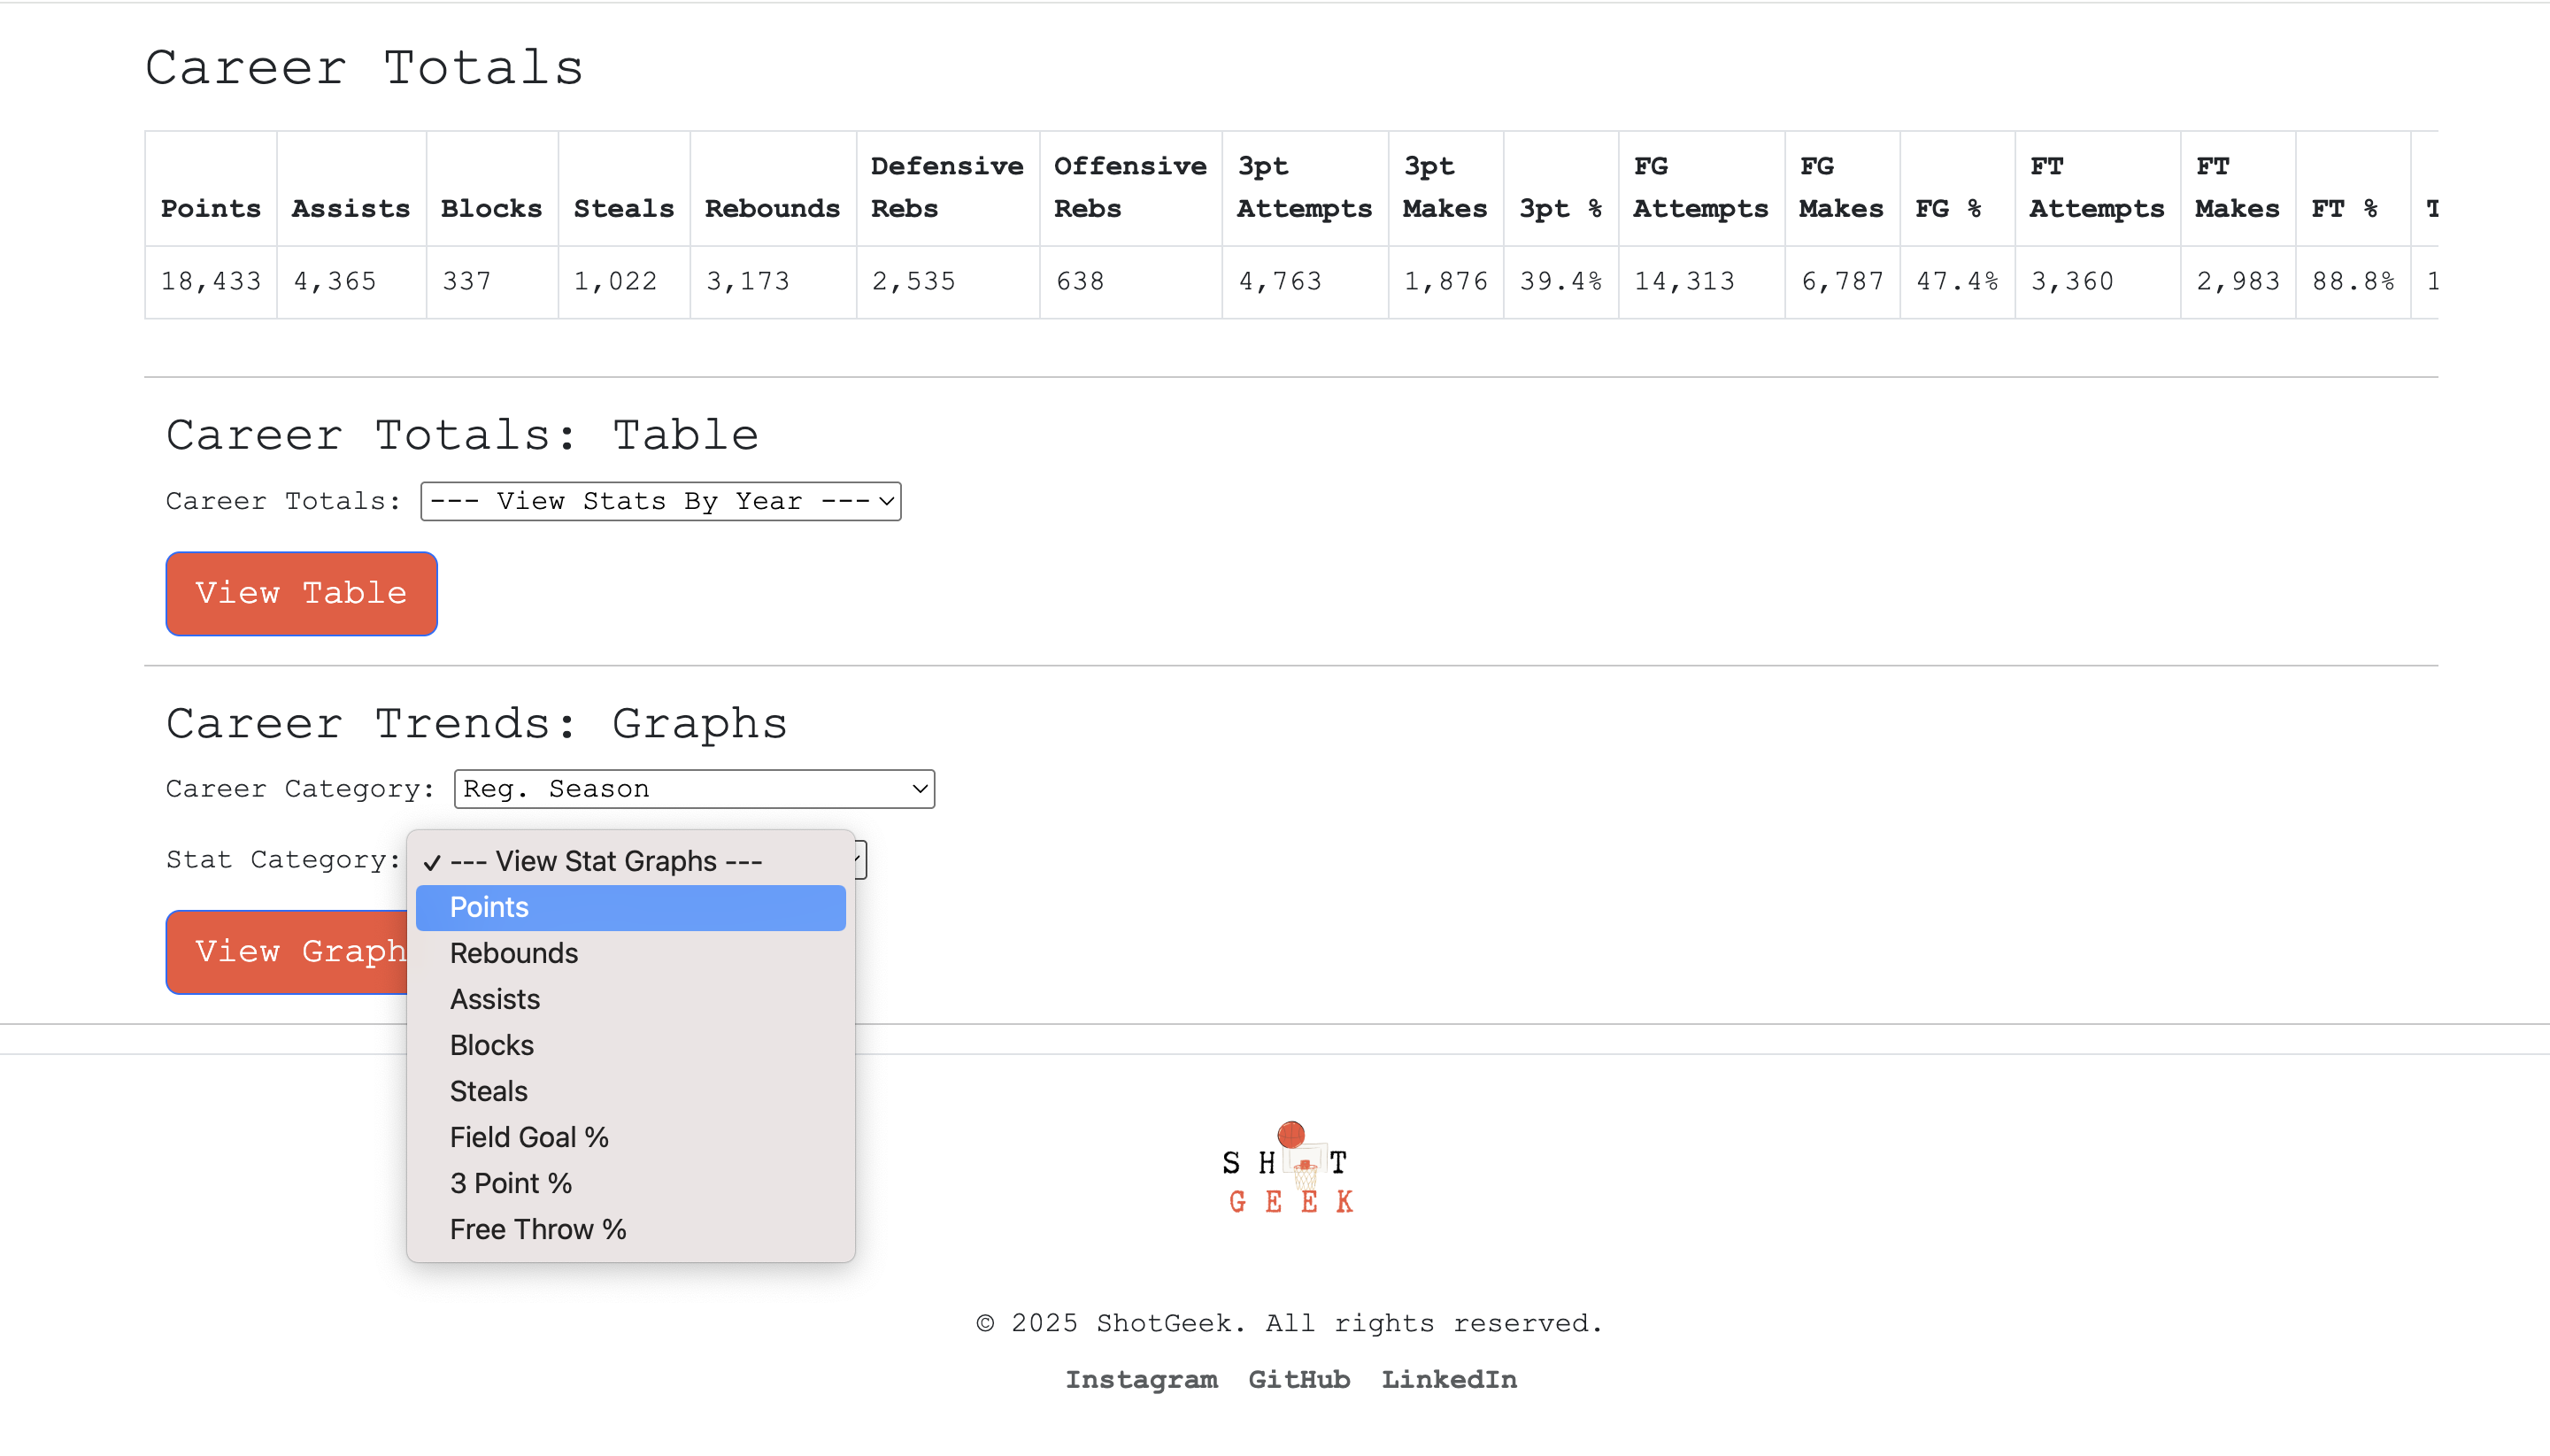 Career Totals
Points Assists Blocks Steals Rebounds Defensive Rebs Offensive Rebs 3pt Attempts 3pt Makes 3pt % FG Attempts FG Makes FG % FT Attempts FT Makes FT %
18,433 4,365 337 1,022 3,173 2,535 638 4,763 1,876 39.4% 14,313 6,787 47.4% 3,360 2,983 88.8%
Career Totals: Table
Career Totals: --- View Stats By Year ---
View Table
Career Trends: Graphs
Career Category: Reg. Season
Stat Category: --- View Stat Graphs ---
Points
View Graph
Rebounds
Assists
Blocks
Steals
Field Goal %
3 Point %
Free Throw %
S H T
G E E K
© 2025 ShotGeek. All rights reserved.
Instagram GitHub LinkedIn